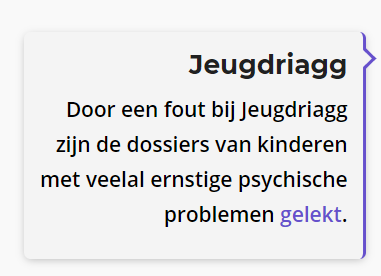 Jeugdriagg
Door een fout bij Jeugdriagg
zijn de dossiers van kinderen
met veelal ernstige psychische
problemen gelekt.